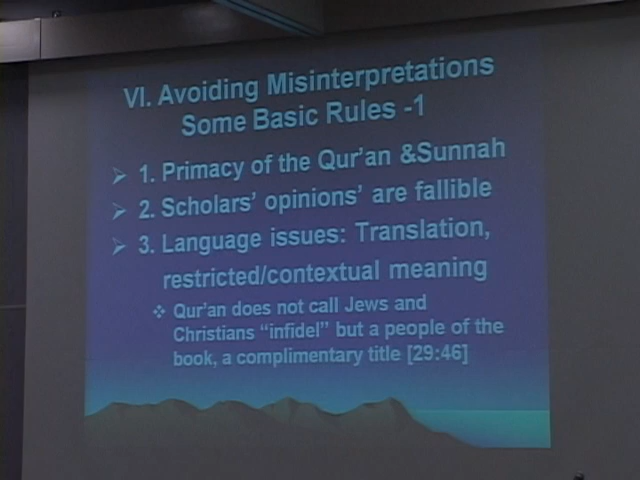 VI. Avoiding Misinterpretations
Some Basic Rules -1
1. Primacy of the Qur'an &Sunnah
2. Scholars' opinions' are fallible
3. Language issues: Translation,
restricted/contextual meaning
Qur'an does not call Jews and
Christians "infidel" but a people of the
book, a complimentary title [29:46]